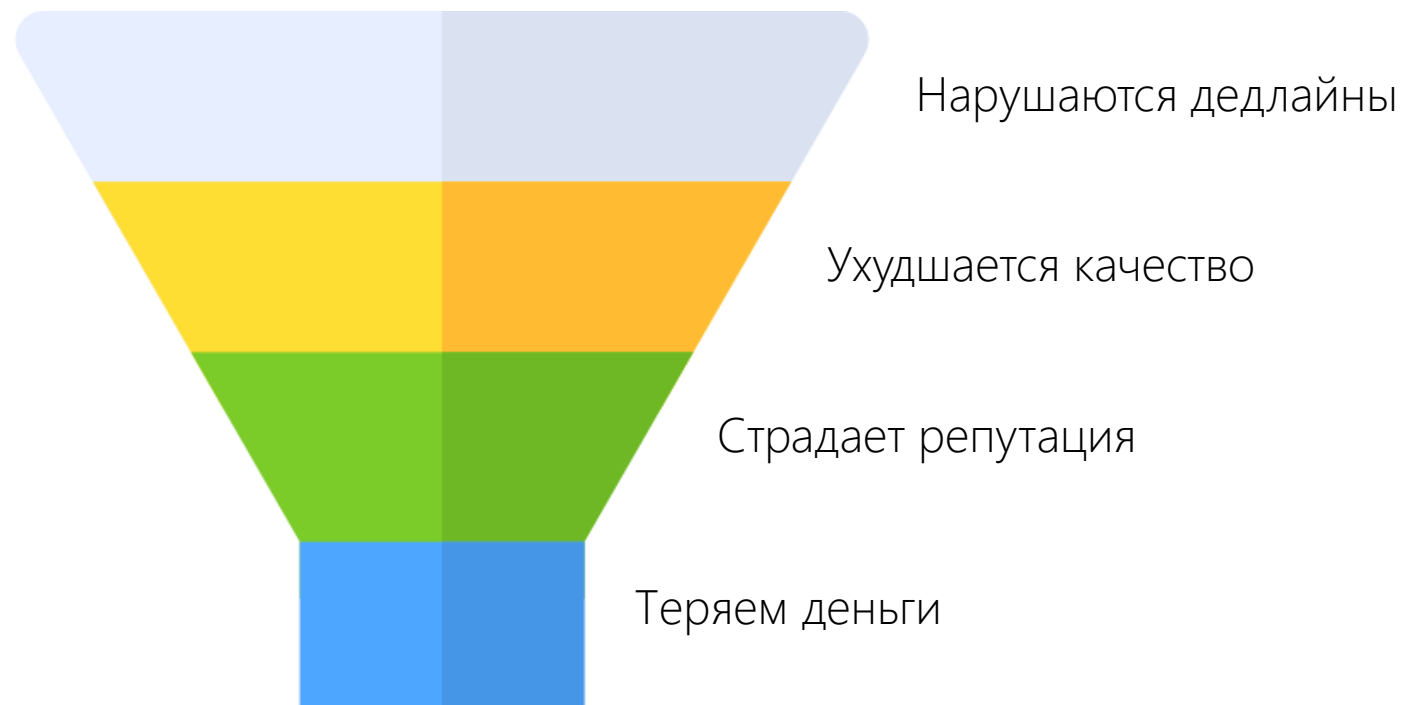 Нарушаются дедлайны
Ухудшается качество
Страдает репутация
Теряем деньги